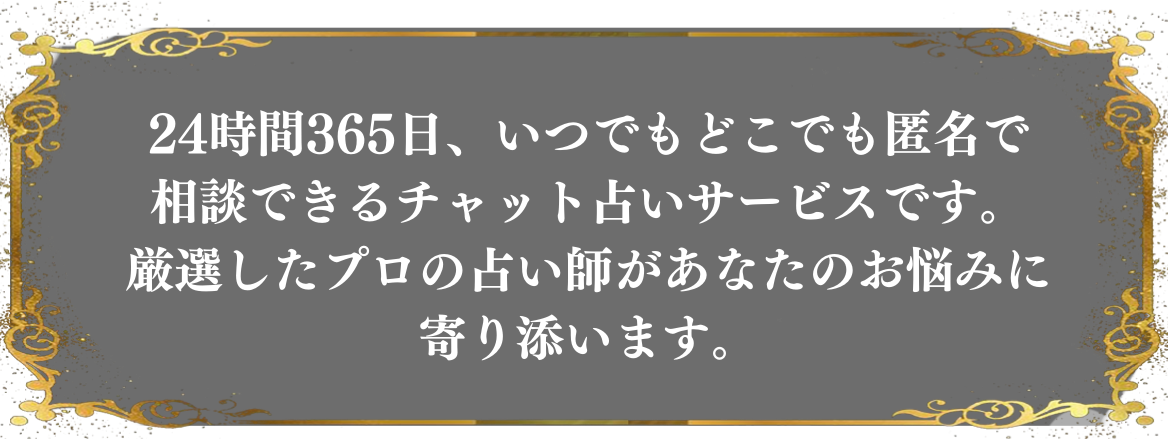 24時間365日、いつでもどこでも匿名で
相談できるチャット占いサービスです。
厳選したプロの占い師があなたのお悩みに
寄り添います。